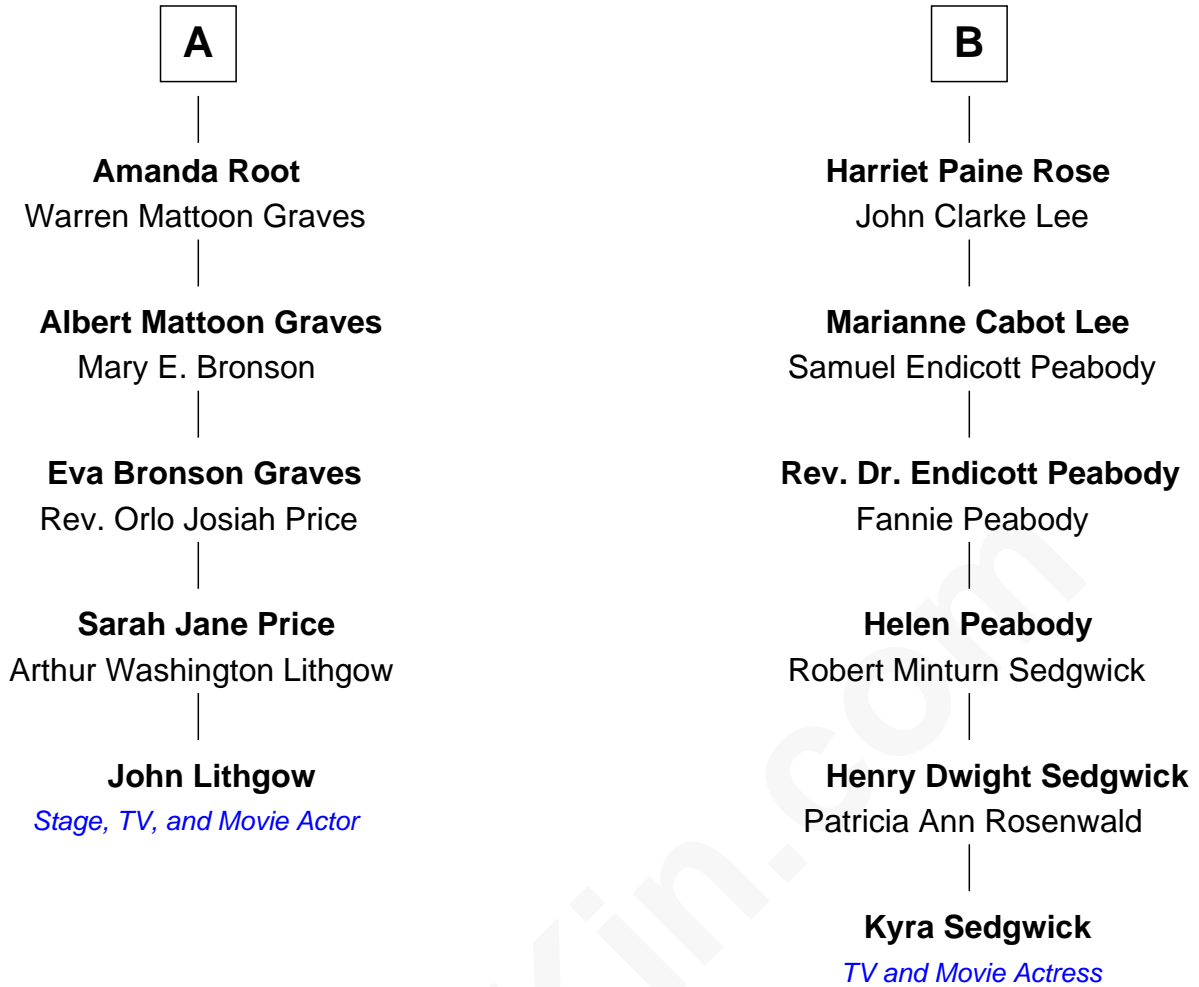 A
Amanda Root
Warren Mattoon Graves
Albert Mattoon Graves
Mary E. Bronson
Eva Bronson Graves
Rev. Orlo Josiah Price
Sarah Jane Price
Arthur Washington Lithgow
John Lithgow
Stage, TV, and Movie Actor
B
Harriet Paine Rose
John Clarke Lee
Marianne Cabot Lee
Samuel Endicott Peabody
Rev. Dr. Endicott Peabody
Fannie Peabody
Helen Peabody
Robert Minturn Sedgwick
Henry Dwight Sedgwick
Patricia Ann Rosenwald
Kyra Sedgwick
TV and Movie Actress